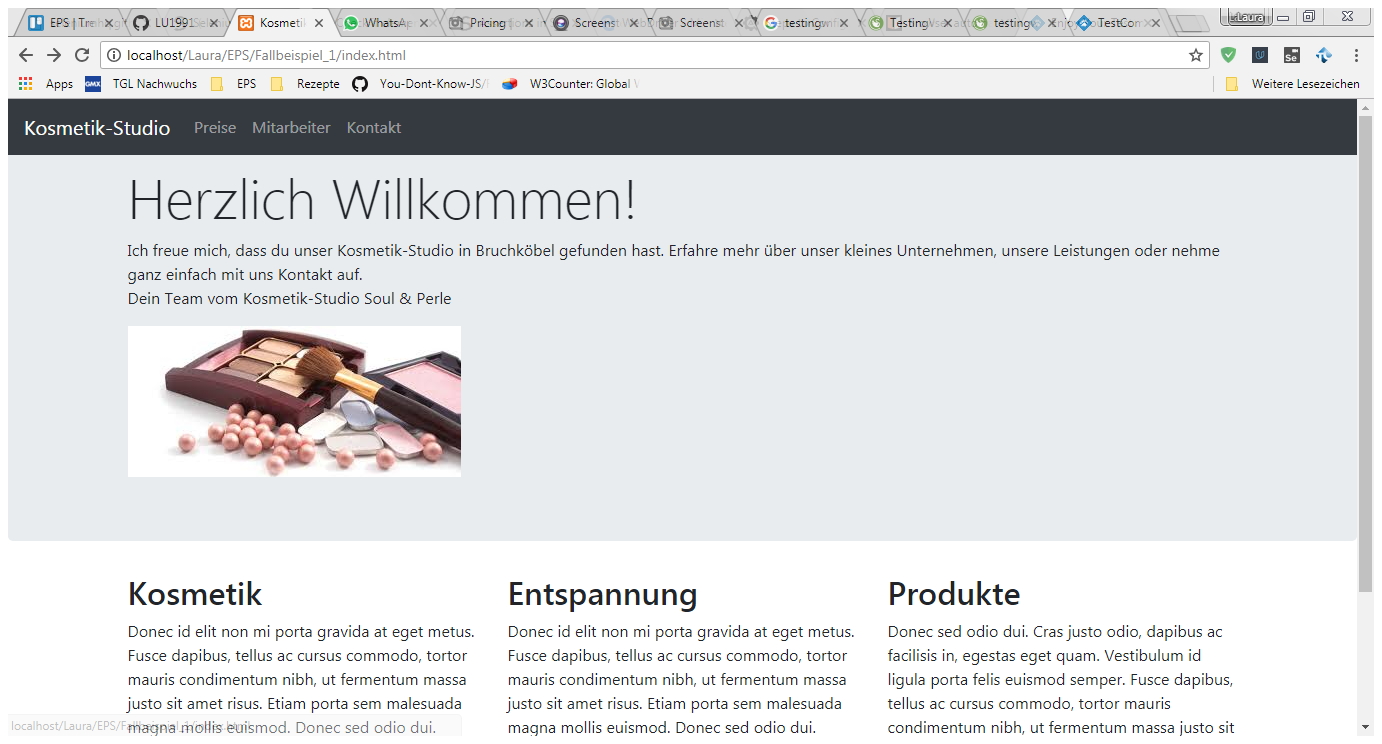 EPS | Tre
LU1991
Kosmeti
WhatsA
Pricing
Screenst
Screenst
testing
Testing
testing
TestCom
Laura
localhost/Laura/EPS/Fallbeispiel_1/index.html
Apps
GMX
TGL Nachwuchs
EPS
Rezepte
You-Dont-Know-JS/
W3Counter: Global
Weitere Lesezeichen
Kosmetik-Studio Preise Mitarbeiter Kontakt
Herzlich Willkommen!
Ich freue mich, dass du unser Kosmetik-Studio in Bruchköbel gefunden hast. Erfahre mehr über unser kleines Unternehmen, unsere Leistungen oder nehme
ganz einfach mit uns Kontakt auf.
Dein Team vom Kosmetik-Studio Soul & Perle
Kosmetik
Donec id elit non mi porta gravida at eget metus.
Fusce dapibus, tellus ac cursus commodo, tortor
mauris condimentum nibh, ut fermentum massa
justo sit amet risus. Etiam porta sem malesuada
magna mollis euismod. Donec sed odio dui.
Entspannung
Donec id elit non mi porta gravida at eget metus.
Fusce dapibus, tellus ac cursus commodo, tortor
mauris condimentum nibh, ut fermentum massa
justo sit amet risus. Etiam porta sem malesuada
magna mollis euismod. Donec sed odio dui.
Produkte
Donec sed odio dui. Cras justo odio, dapibus ac
facilisis in, egestas eget quam. Vestibulum id
ligula porta felis euismod semper. Fusce dapibus,
tellus ac cursus commodo, tortor mauris
condimentum nibh, ut fermentum massa justo sit
localhost/Laura/EPS/Fallbeispiel_1/index.html